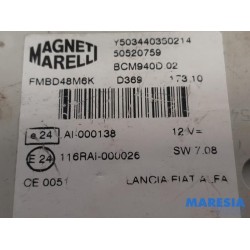 MAGNETI MARELLI
Y503440350214
50520759
BCM940D.02
FMBD48M6K D369 173.10
e 24 AI-000138 12 V=
E 24 116RAI-000026 SW 7.08
CE 0051 LANCIA FIAT ALFA
MARESIA